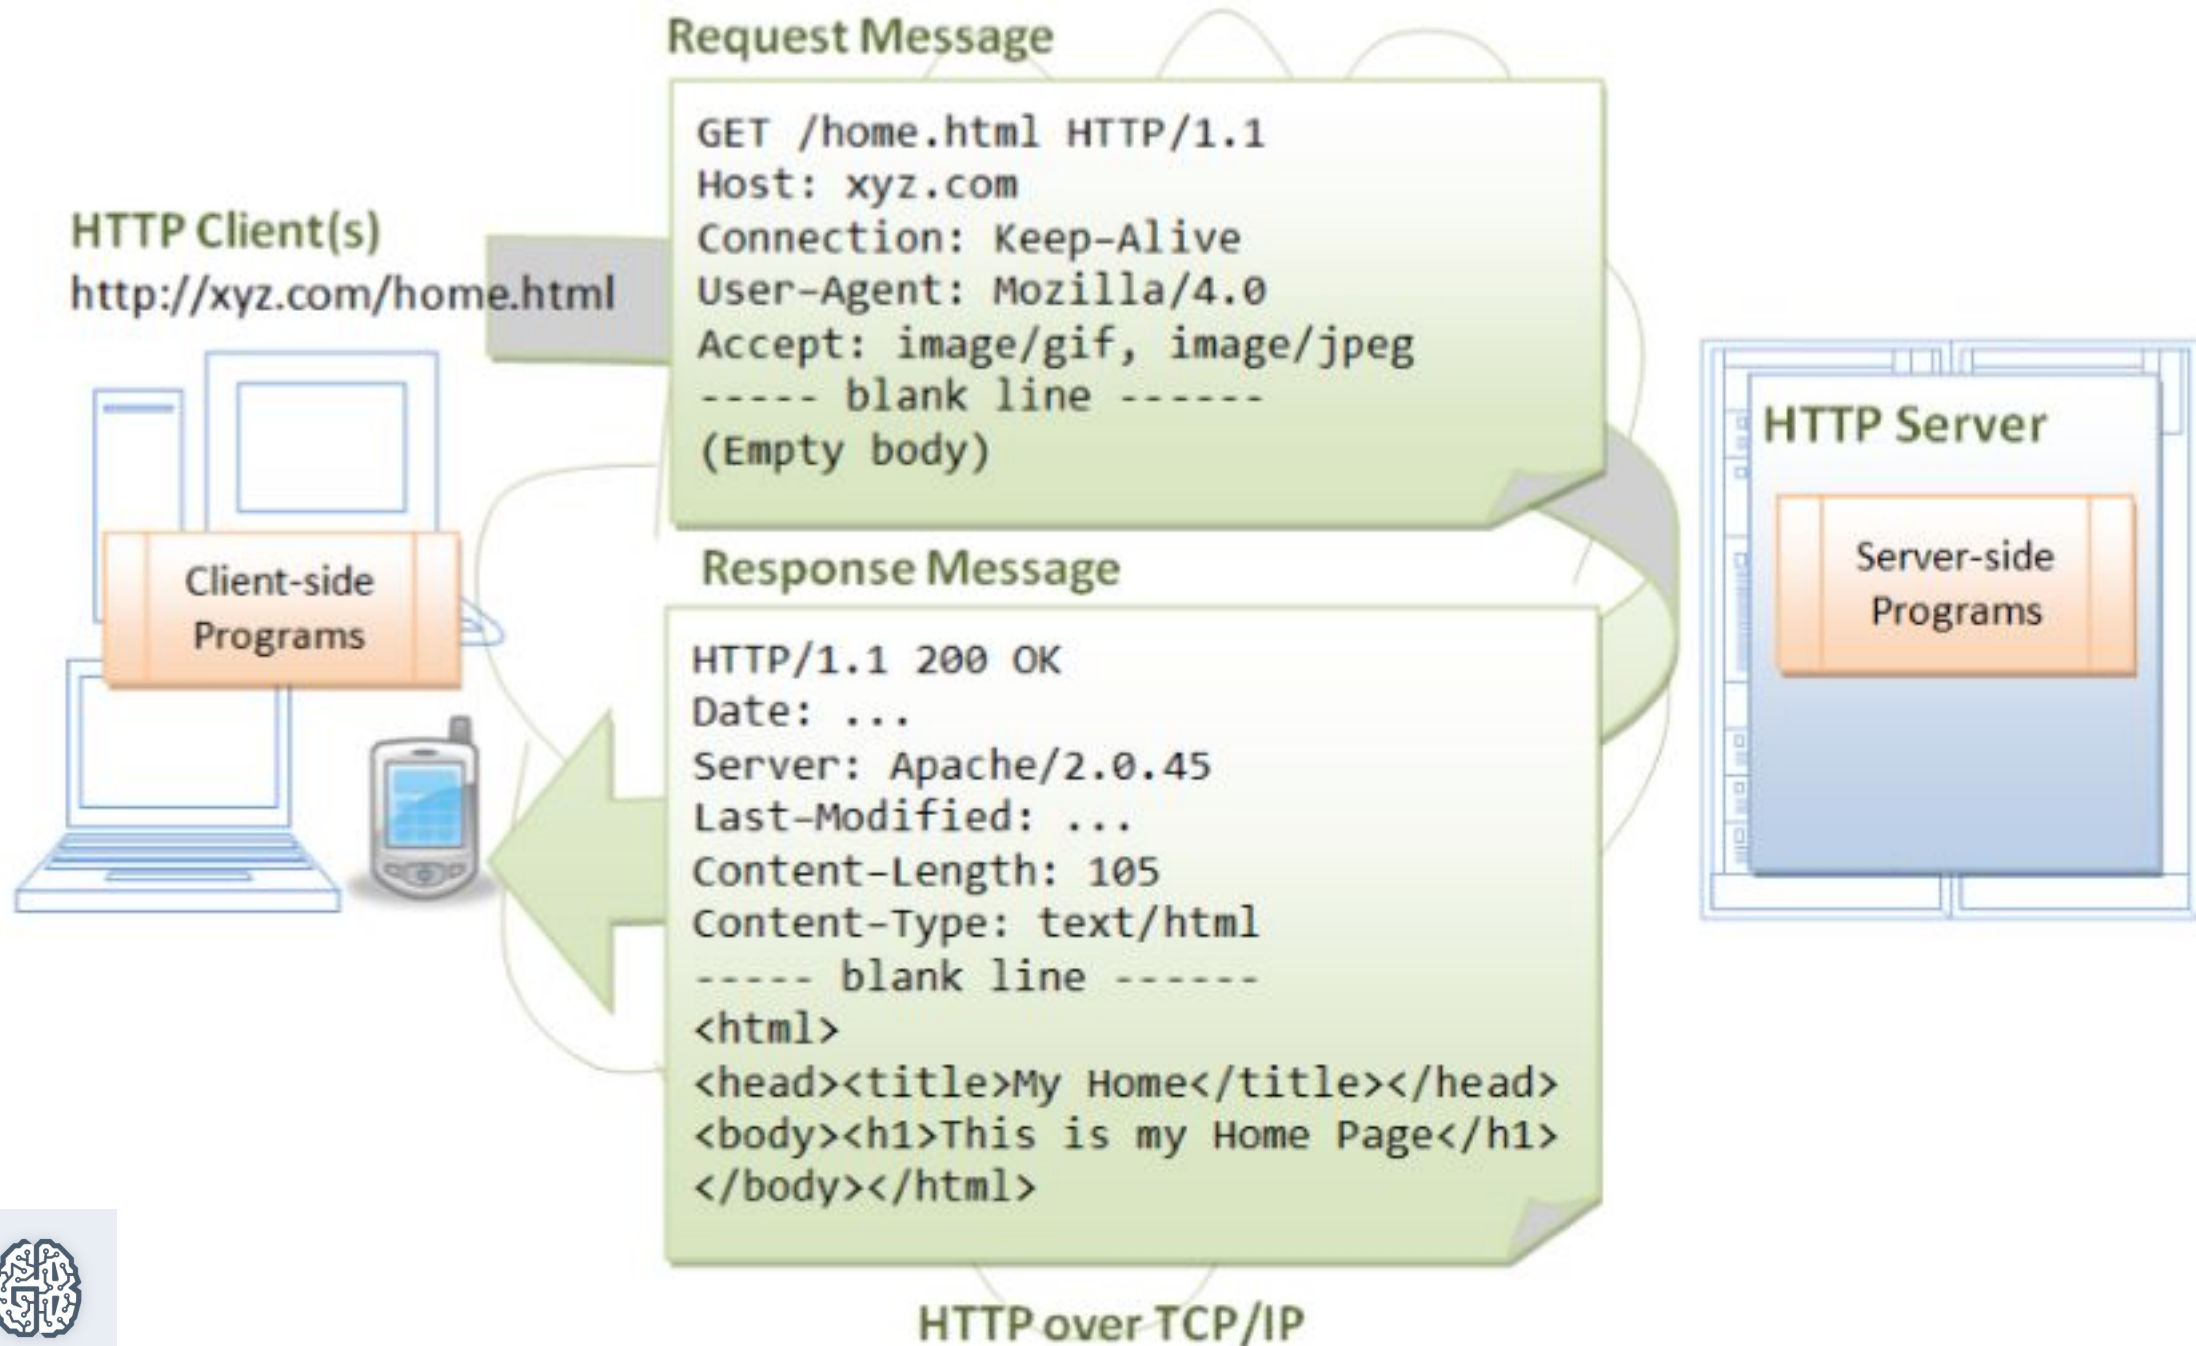 Request Message
GET /home.html HTTP/1.1
Host: xyz.com
Connection: Keep-Alive
User-Agent: Mozilla/4.0
Accept: image/gif, image/jpeg
----- blank line ------
(Empty body)
HTTP Client(s)
http://xyz.com/home.html
Client-side
Programs
HTTP Server
Server-side
Programs
Response Message
HTTP/1.1 200 OK
Date: ...
Server: Apache/2.0.45
Last-Modified: ...
Content-Length: 105
Content-Type: text/html
----- blank line ------
<html>
<head><title>My Home</title></head>
<body><h1>This is my Home Page</h1>
</body></html>
HTTP over TCP/IP